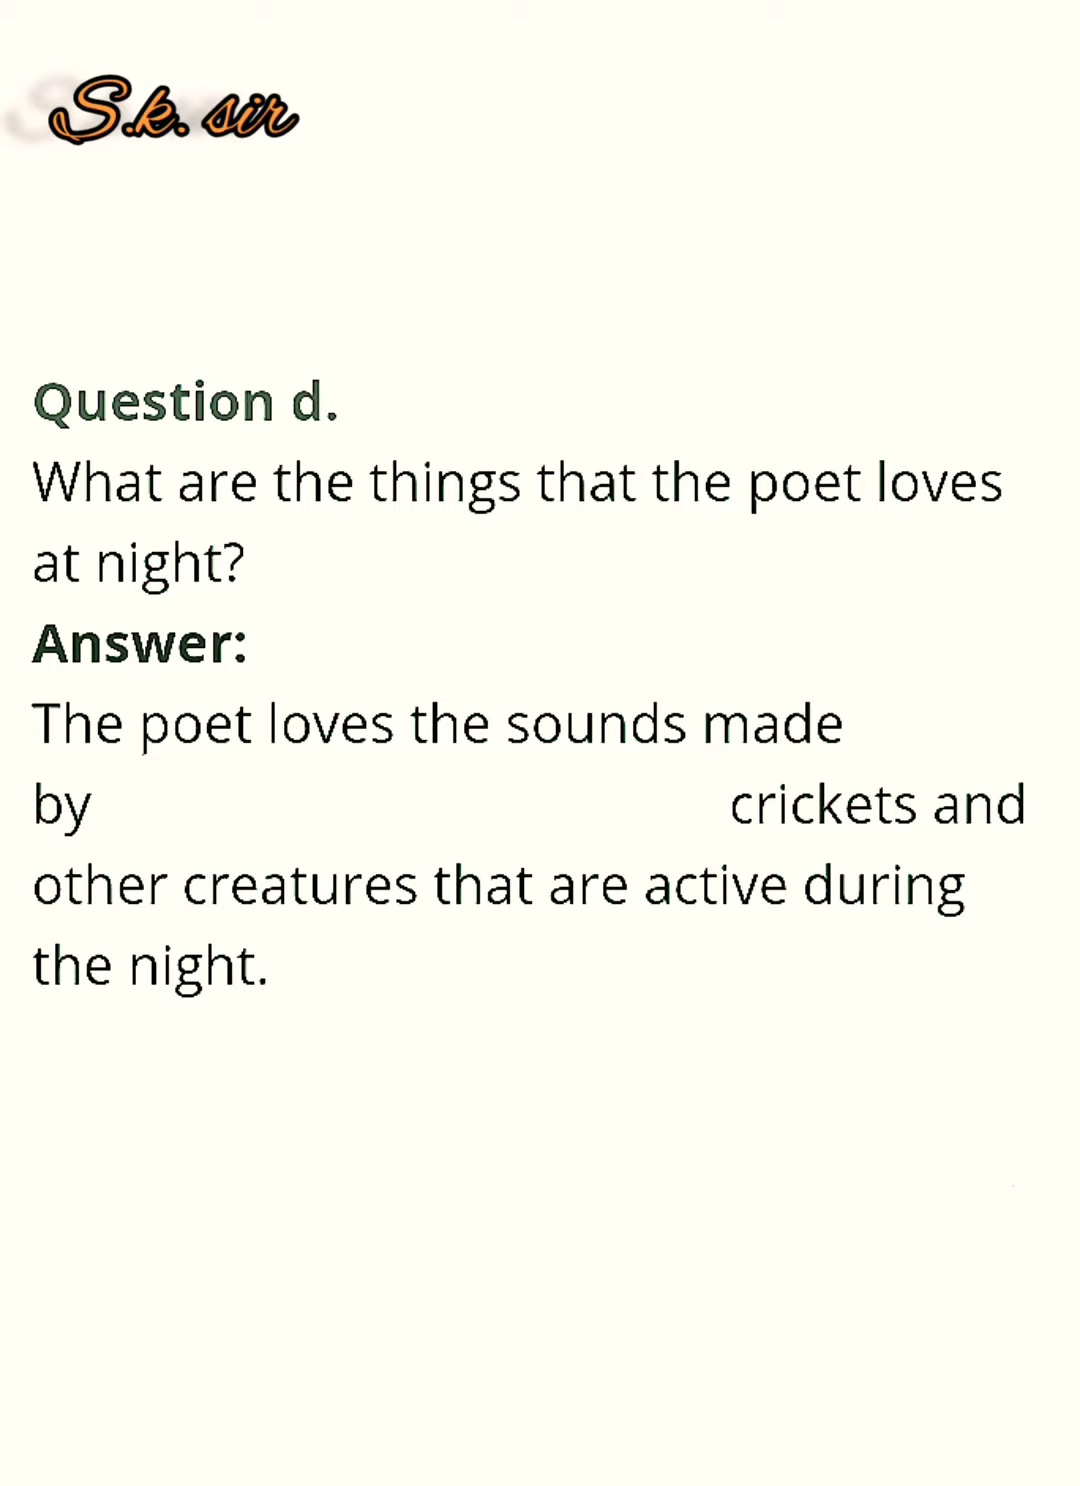 S.k. sir
Question d.
What are the things that the poet loves
at night?
Answer:
The poet loves the sounds made
by crickets and
other creatures that are active during
the night.